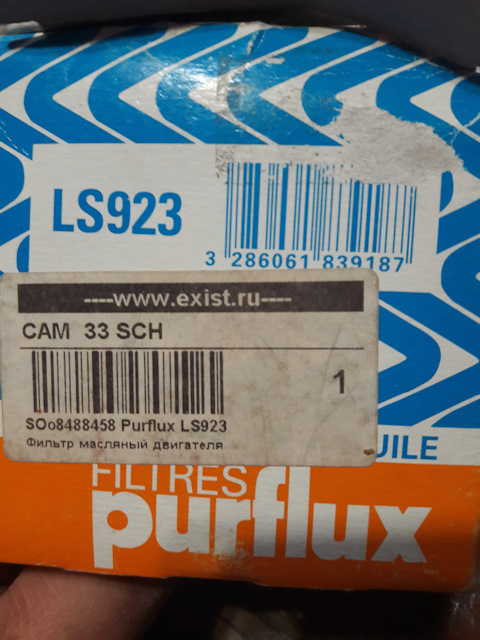 LS923
3 286061 839187
----www.exist.ru----
CAM 33 SCH
1
SOo8488458 Purflux LS923
Фильтр масляный двигателя
UILE
FILTRES
purflux